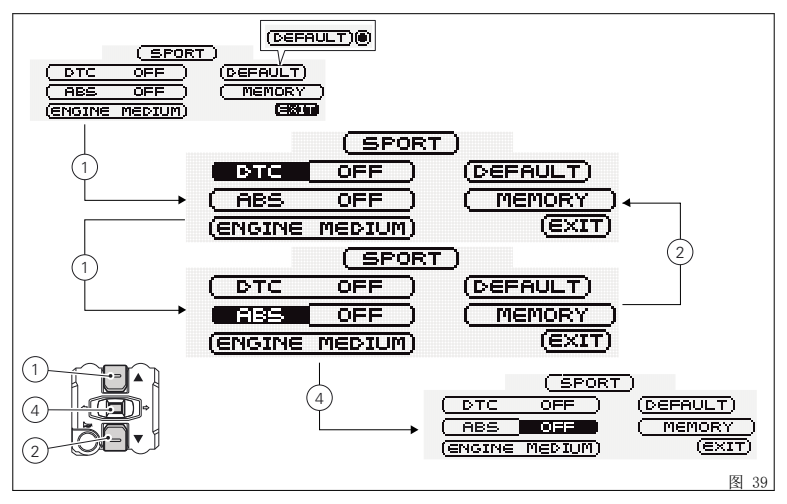 (DEFAULT)
SPORT
DTC OFF
DEFAULT
ABS OFF
MEMORY
ENGINE MEDIUM
EXIT
1
SPORT
DTC OFF
DEFAULT
ABS OFF
MEMORY
ENGINE MEDIUM
EXIT
1
2
SPORT
DTC OFF
DEFAULT
ABS OFF
MEMORY
ENGINE MEDIUM
EXIT
1
4
2
4
SPORT
DTC OFF
DEFAULT
ABS OFF
MEMORY
ENGINE MEDIUM
EXIT
图 39